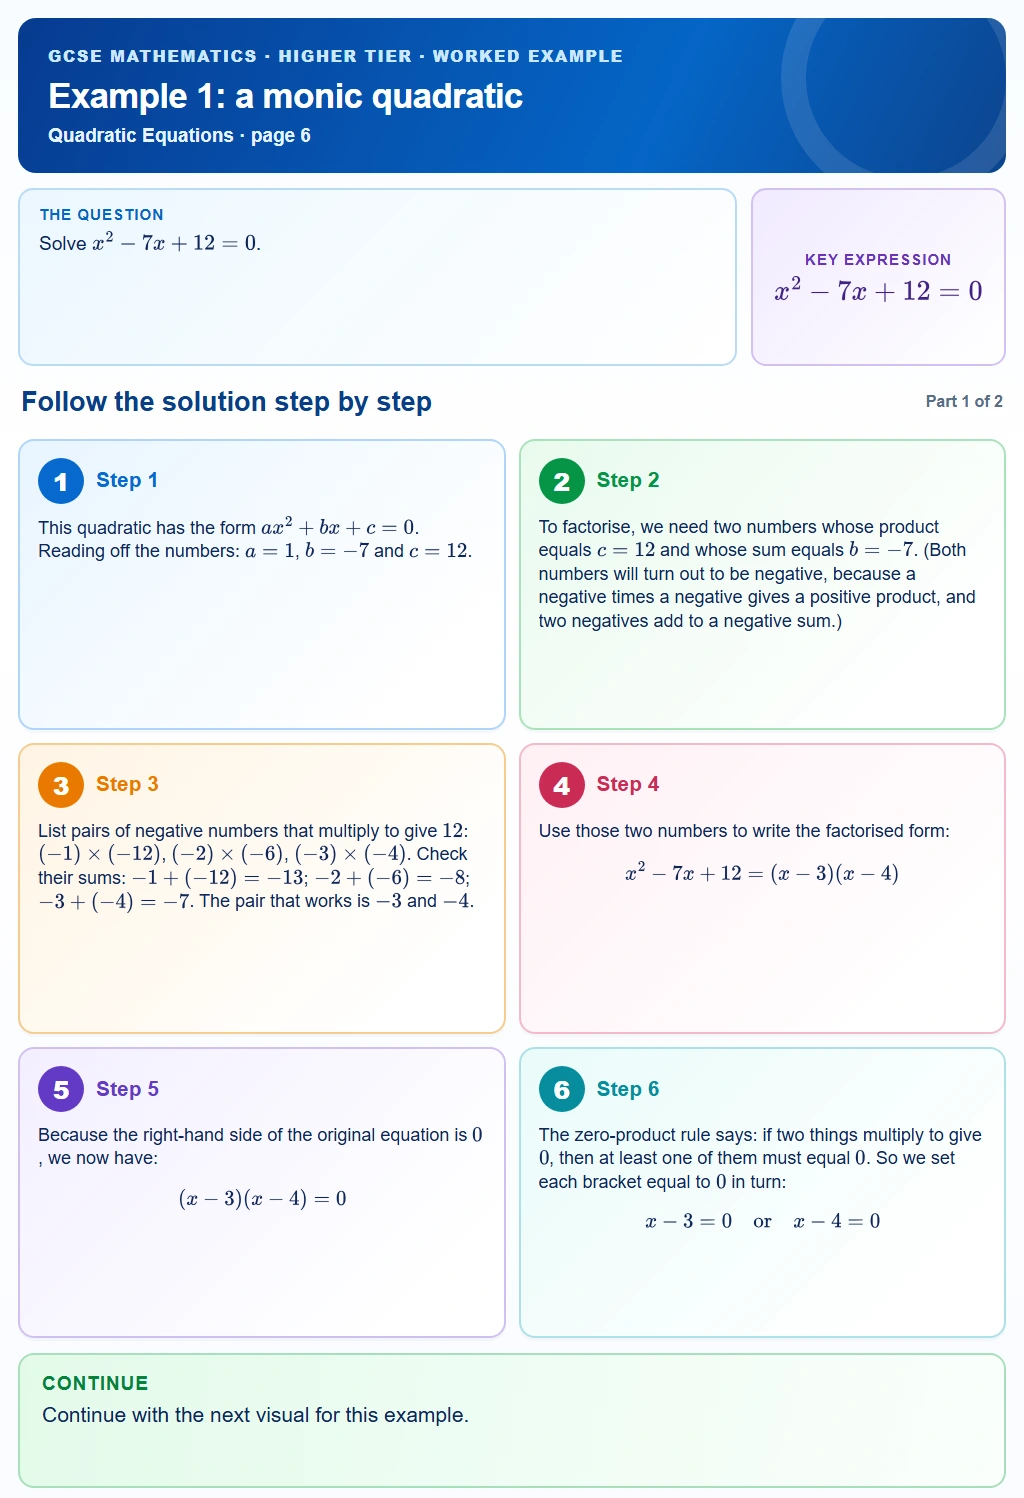 GCSE MATHEMATICS · HIGHER TIER · WORKED EXAMPLE
Example 1: a monic quadratic
Quadratic Equations · page 6
THE QUESTION
Solve x² − 7x + 12 = 0.
KEY EXPRESSION
x² − 7x + 12 = 0
Follow the solution step by step
Part 1 of 2
1 Step 1
This quadratic has the form ax² + bx + c = 0.
Reading off the numbers: a = 1, b = −7 and c = 12.
2 Step 2
To factorise, we need two numbers whose product
equals c = 12 and whose sum equals b = −7. (Both
numbers will turn out to be negative, because a
negative times a negative gives a positive product, and
two negatives add to a negative sum.)
3 Step 3
List pairs of negative numbers that multiply to give 12:
(−1) × (−12), (−2) × (−6), (−3) × (−4). Check
their sums: −1 + (−12) = −13; −2 + (−6) = −8;
−3 + (−4) = −7. The pair that works is −3 and −4.
4 Step 4
Use those two numbers to write the factorised form:
x² − 7x + 12 = (x − 3)(x − 4)
5 Step 5
Because the right-hand side of the original equation is 0
, we now have:
(x − 3)(x − 4) = 0
6 Step 6
The zero-product rule says: if two things multiply to give
0, then at least one of them must equal 0. So we set
each bracket equal to 0 in turn:
x − 3 = 0 or x − 4 = 0
CONTINUE
Continue with the next visual for this example.